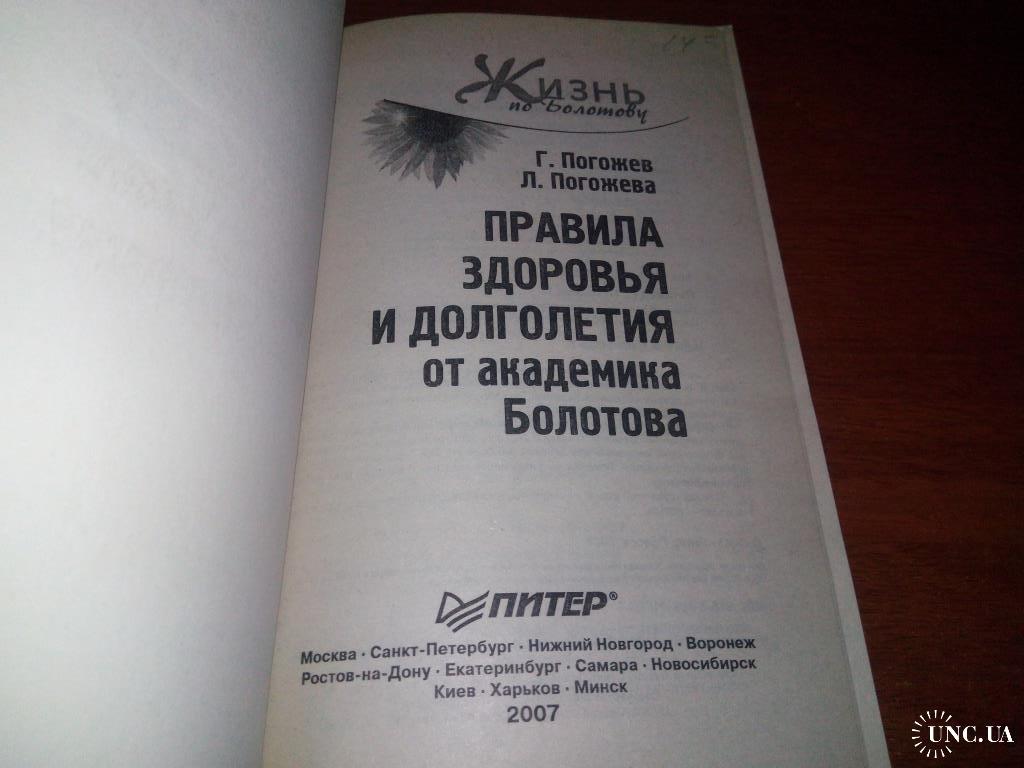 Жизнь
по Болотову
Г. Погожев
Л. Погожева
ПРАВИЛА
ЗДОРОВЬЯ
И ДОЛГОЛЕТИЯ
от академика
Болотова
ПИТЕР®
Москва · Санкт-Петербург · Нижний Новгород · Воронеж
Ростов-на-Дону · Екатеринбург · Самара · Новосибирск
Киев · Харьков · Минск
2007
UNC.UA